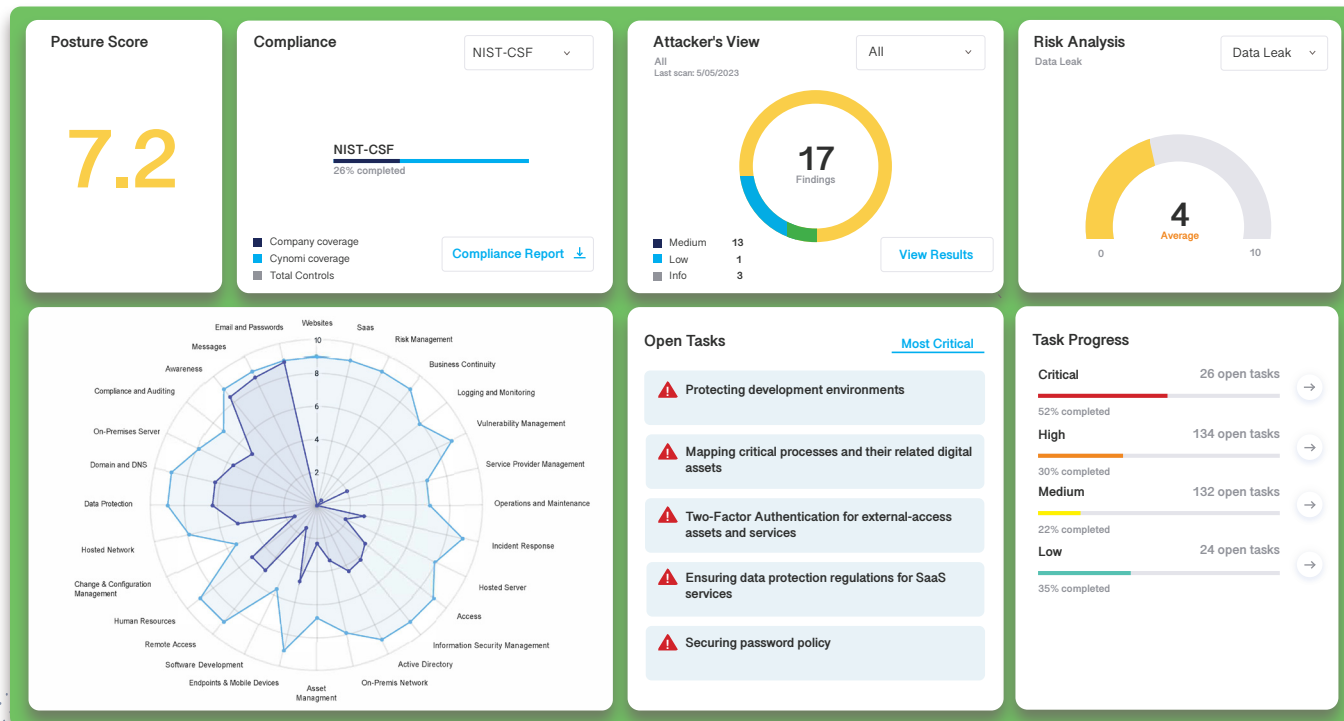 Posture Score
7.2
Compliance
NIST-CSF
NIST-CSF
26% completed
Company coverage
Cynomi coverage
Total Controls
Compliance Report
Attacker's View
All
Last scan: 5/05/2023
All
17
Findings
Medium 13
Low 1
Info 3
View Results
Risk Analysis
Data Leak
Data Leak
4
Average
0
10
Websites
Saas
Risk Management
Business Continuity
Logging and Monitoring
Vulnerability Management
Service Provider Management
Operations and Maintenance
Incident Response
Hosted Server
Access
Information Security Management
Active Directory
On-Premis Network
Asset
Managment
Endpoints & Mobile Devices
Software Development
Remote Access
Human Resources
Change & Configuration
Management
Hosted Network
Data Protection
Domain and DNS
On-Premises Server
Compliance and Auditing
Awareness
Messages
Email and Passwords
10
8
6
4
2
Open Tasks
Most Critical
Protecting development environments
Mapping critical processes and their related digital
assets
Two-Factor Authentication for external-access
assets and services
Ensuring data protection regulations for SaaS
services
Securing password policy
Task Progress
Critical 26 open tasks
52% completed
High 134 open tasks
30% completed
Medium 132 open tasks
22% completed
Low 24 open tasks
35% completed